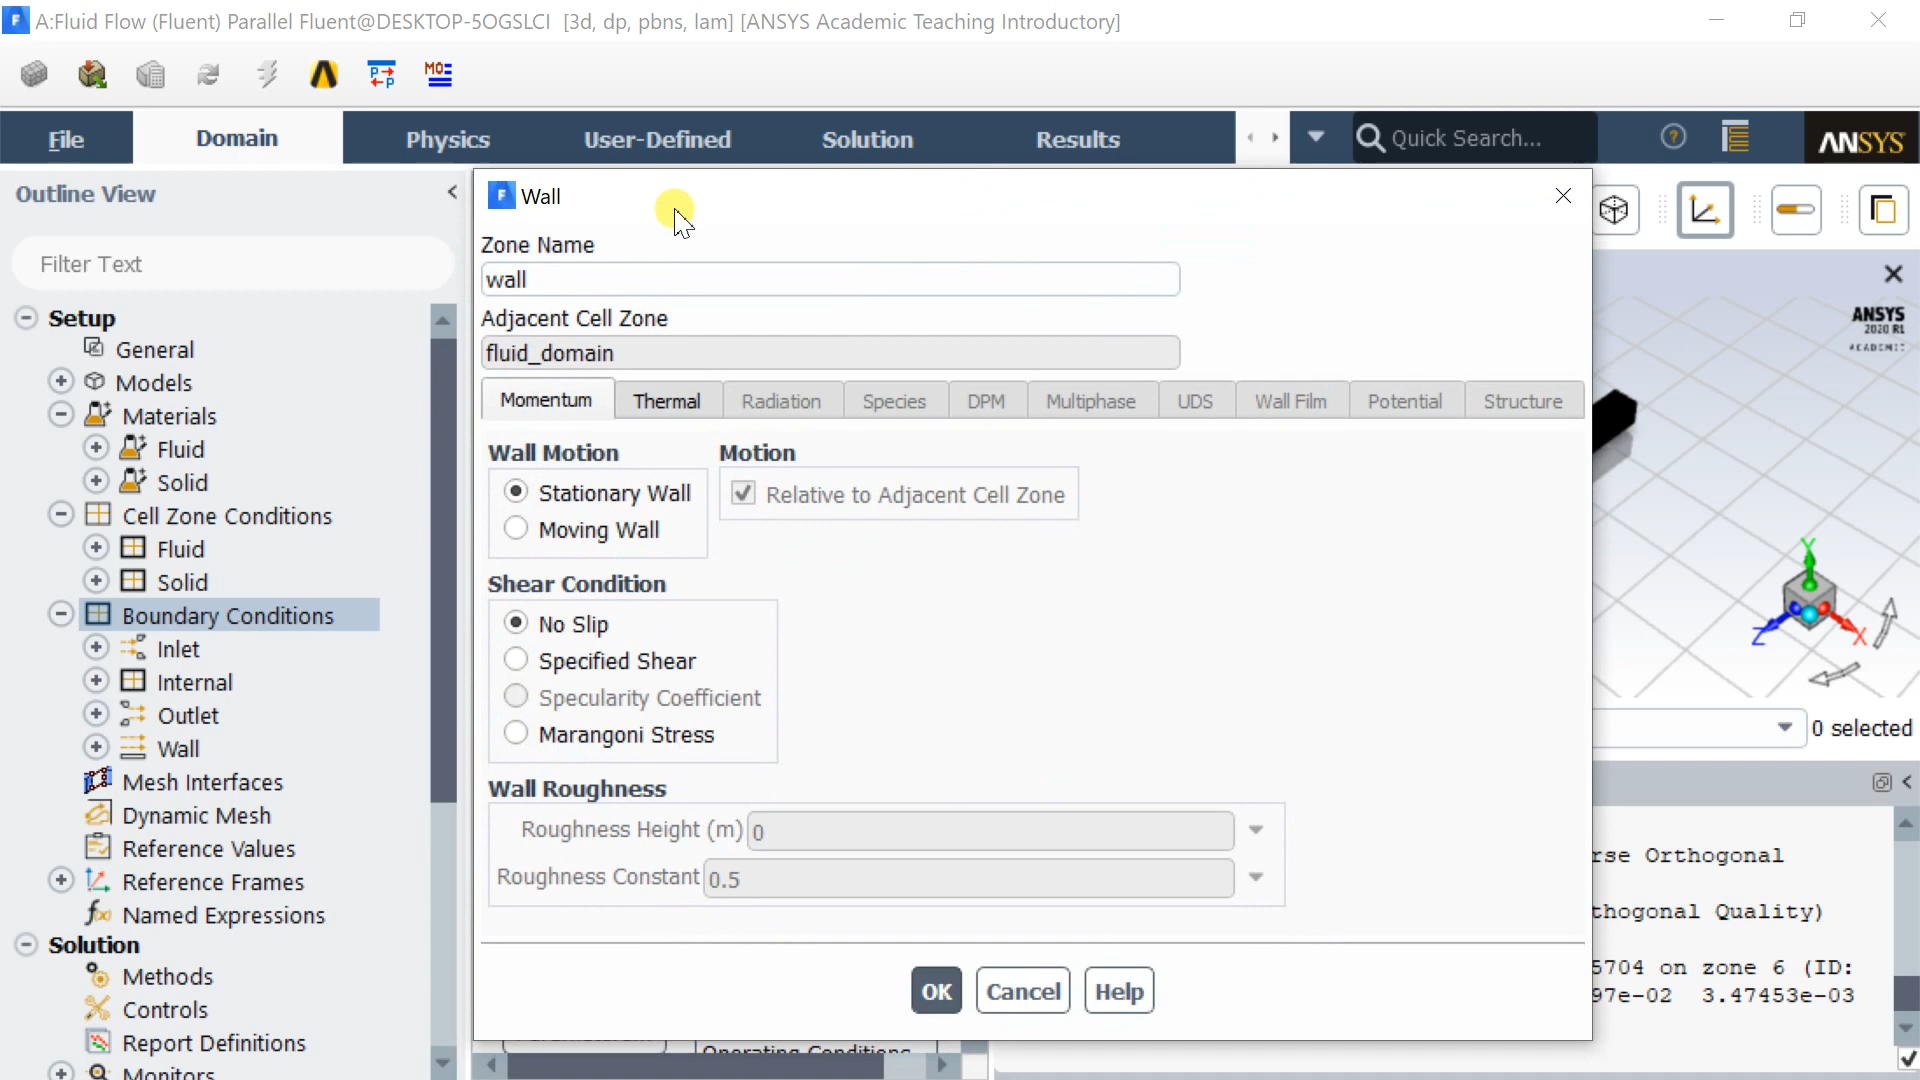 A:Fluid Flow (Fluent) Parallel Fluent@DESKTOP-5OGSLCI [3d, dp, pbns, lam] [ANSYS Academic Teaching Introductory]
File
Domain
Physics
User-Defined
Solution
Results
Quick Search...
ANSYS
Outline View
Filter Text
Setup
General
Models
Materials
Fluid
Solid
Cell Zone Conditions
Fluid
Solid
Boundary Conditions
Inlet
Internal
Outlet
Wall
Mesh Interfaces
Dynamic Mesh
Reference Values
Reference Frames
Named Expressions
Solution
Methods
Controls
Report Definitions
Monitors
Wall
Zone Name
wall
Adjacent Cell Zone
fluid_domain
Momentum
Thermal
Radiation
Species
DPM
Multiphase
UDS
Wall Film
Potential
Structure
Wall Motion
Stationary Wall
Moving Wall
Motion
Relative to Adjacent Cell Zone
Shear Condition
No Slip
Specified Shear
Specularity Coefficient
Marangoni Stress
Wall Roughness
Roughness Height (m) 0
Roughness Constant 0.5
OK
Cancel
Help
Operating Conditions
ANSYS
2020 R1
ACADEMIC
Y
Z
X
0 selected
rse Orthogonal
thogonal Quality)
5704 on zone 6 (ID:
97e-02 3.47453e-03